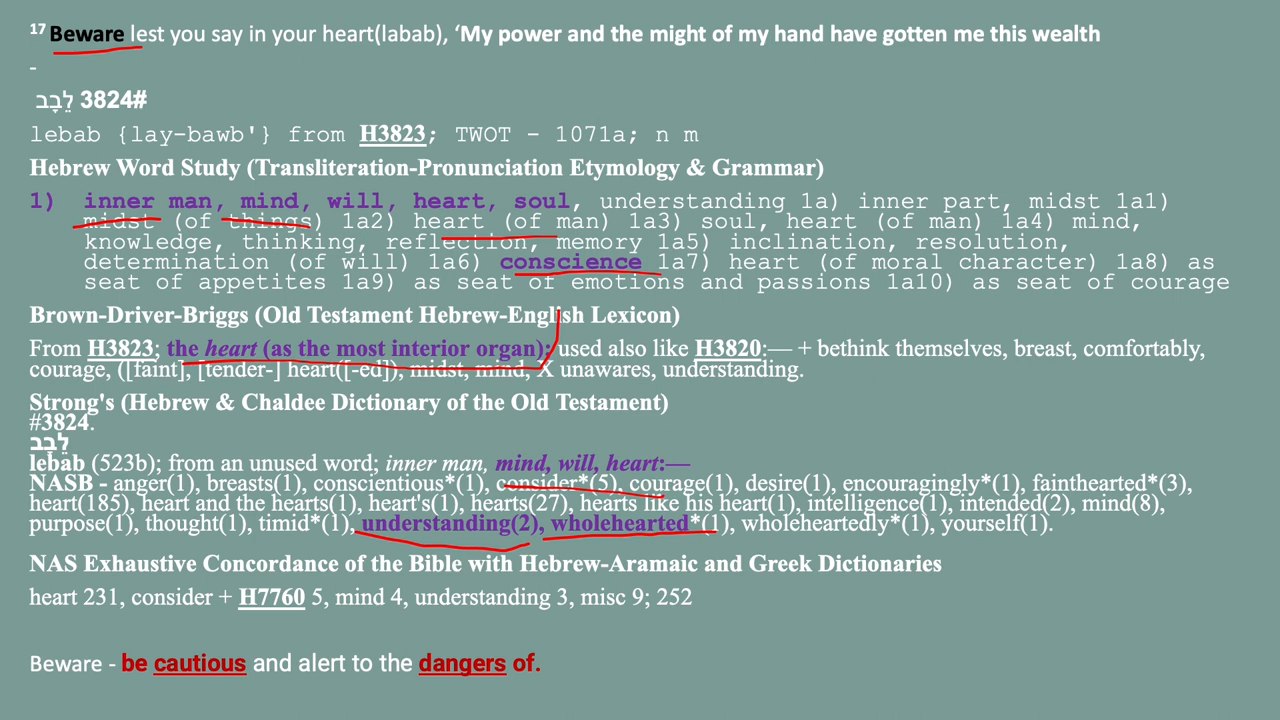 17 Beware lest you say in your heart(labab), ‘My power and the might of my hand have gotten me this wealth
-
לֵבָב 3824#
lebab {lay-bawb'} from H3823; TWOT - 1071a; n m
Hebrew Word Study (Transliteration-Pronunciation Etymology & Grammar)
1) inner man, mind, will, heart, soul, understanding 1a) inner part, midst 1a1)
midst (of things) 1a2) heart (of man) 1a3) soul, heart (of man) 1a4) mind,
knowledge, thinking, reflection, memory 1a5) inclination, resolution,
determination (of will) 1a6) conscience 1a7) heart (of moral character) 1a8) as
seat of appetites 1a9) as seat of emotions and passions 1a10) as seat of courage
Brown-Driver-Briggs (Old Testament Hebrew-English Lexicon)
From H3823; the heart (as the most interior organ); used also like H3820:— + bethink themselves, breast, comfortably,
courage, ([faint], [tender-] heart([-ed]), midst, mind, X unawares, understanding.
Strong's (Hebrew & Chaldee Dictionary of the Old Testament)
#3824.
לֵבָב
lebab (523b); from an unused word; inner man, mind, will, heart:—
NASB - anger(1), breasts(1), conscientious*(1), consider*(5), courage(1), desire(1), encouragingly*(1), fainthearted*(3),
heart(185), heart and the hearts(1), heart's(1), hearts(27), hearts like his heart(1), intelligence(1), intended(2), mind(8),
purpose(1), thought(1), timid*(1), understanding(2), wholehearted*(1), wholeheartedly*(1), yourself(1).
NAS Exhaustive Concordance of the Bible with Hebrew-Aramaic and Greek Dictionaries
heart 231, consider + H7760 5, mind 4, understanding 3, misc 9; 252
Beware - be cautious and alert to the dangers of.